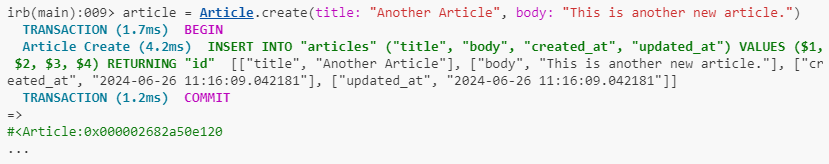 irb(main):009> article = Article.create(title: "Another Article", body: "This is another new article.")
  TRANSACTION (1.7ms)  BEGIN
  Article Create (4.2ms)  INSERT INTO "articles" ("title", "body", "created_at", "updated_at") VALUES ($1,
 $2, $3, $4) RETURNING "id"  [["title", "Another Article"], ["body", "This is another new article."], ["cr
eated_at", "2024-06-26 11:16:09.042181"], ["updated_at", "2024-06-26 11:16:09.042181"]]
  TRANSACTION (1.2ms)  COMMIT
=>
#<Article:0x000002682a50e120
...